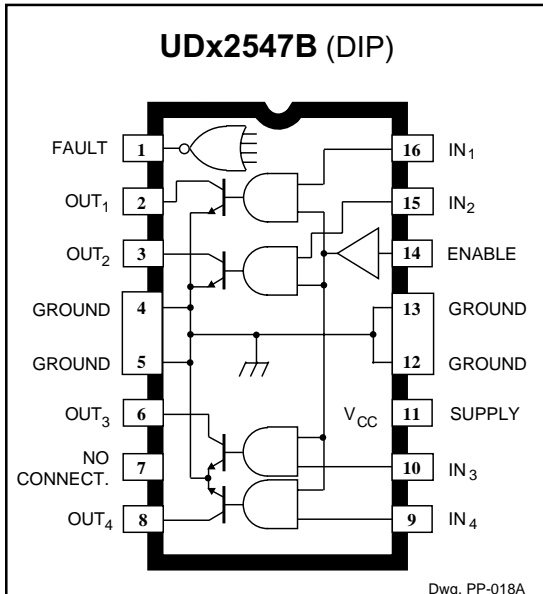 UDx2547B (DIP)
FAULT 1
16 IN1
OUT1 2
15 IN2
OUT2 3
14 ENABLE
GROUND 4
13 GROUND
GROUND 5
12 GROUND
OUT3 6
VCC 11 SUPPLY
NO
CONNECT. 7
10 IN3
OUT4 8
9 IN4
Dwg. PP-018A